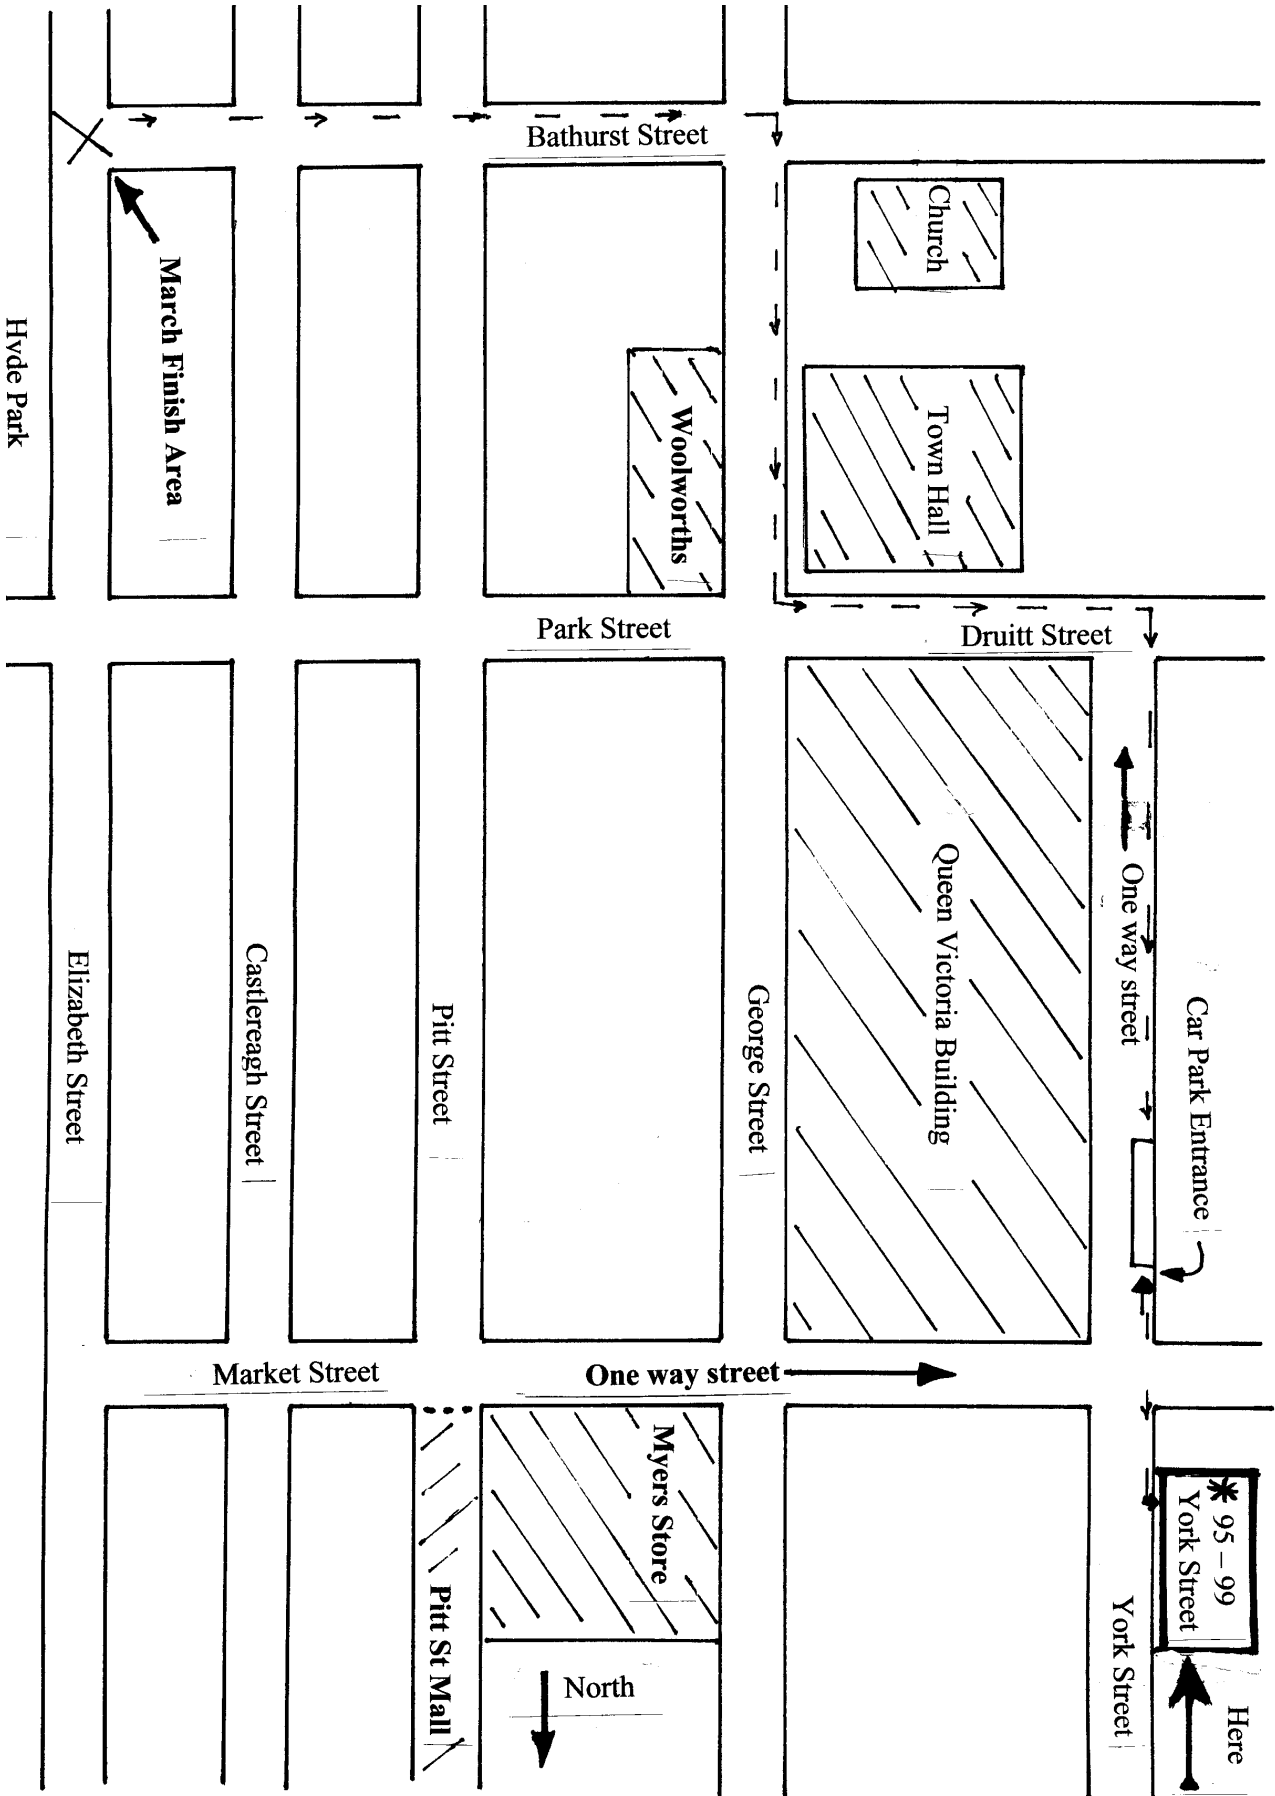 Bathurst Street
Church
March Finish Area
Hyde Park
Woolworths
Town Hall
Park Street
Druitt Street
One way street
Queen Victoria Building
Car Park Entrance
Elizabeth Street
Castlereagh Street
Pitt Street
George Street
Market Street
One way street
Myers Store
Pitt St Mall
North
* 95 – 99
York Street
York Street
Here